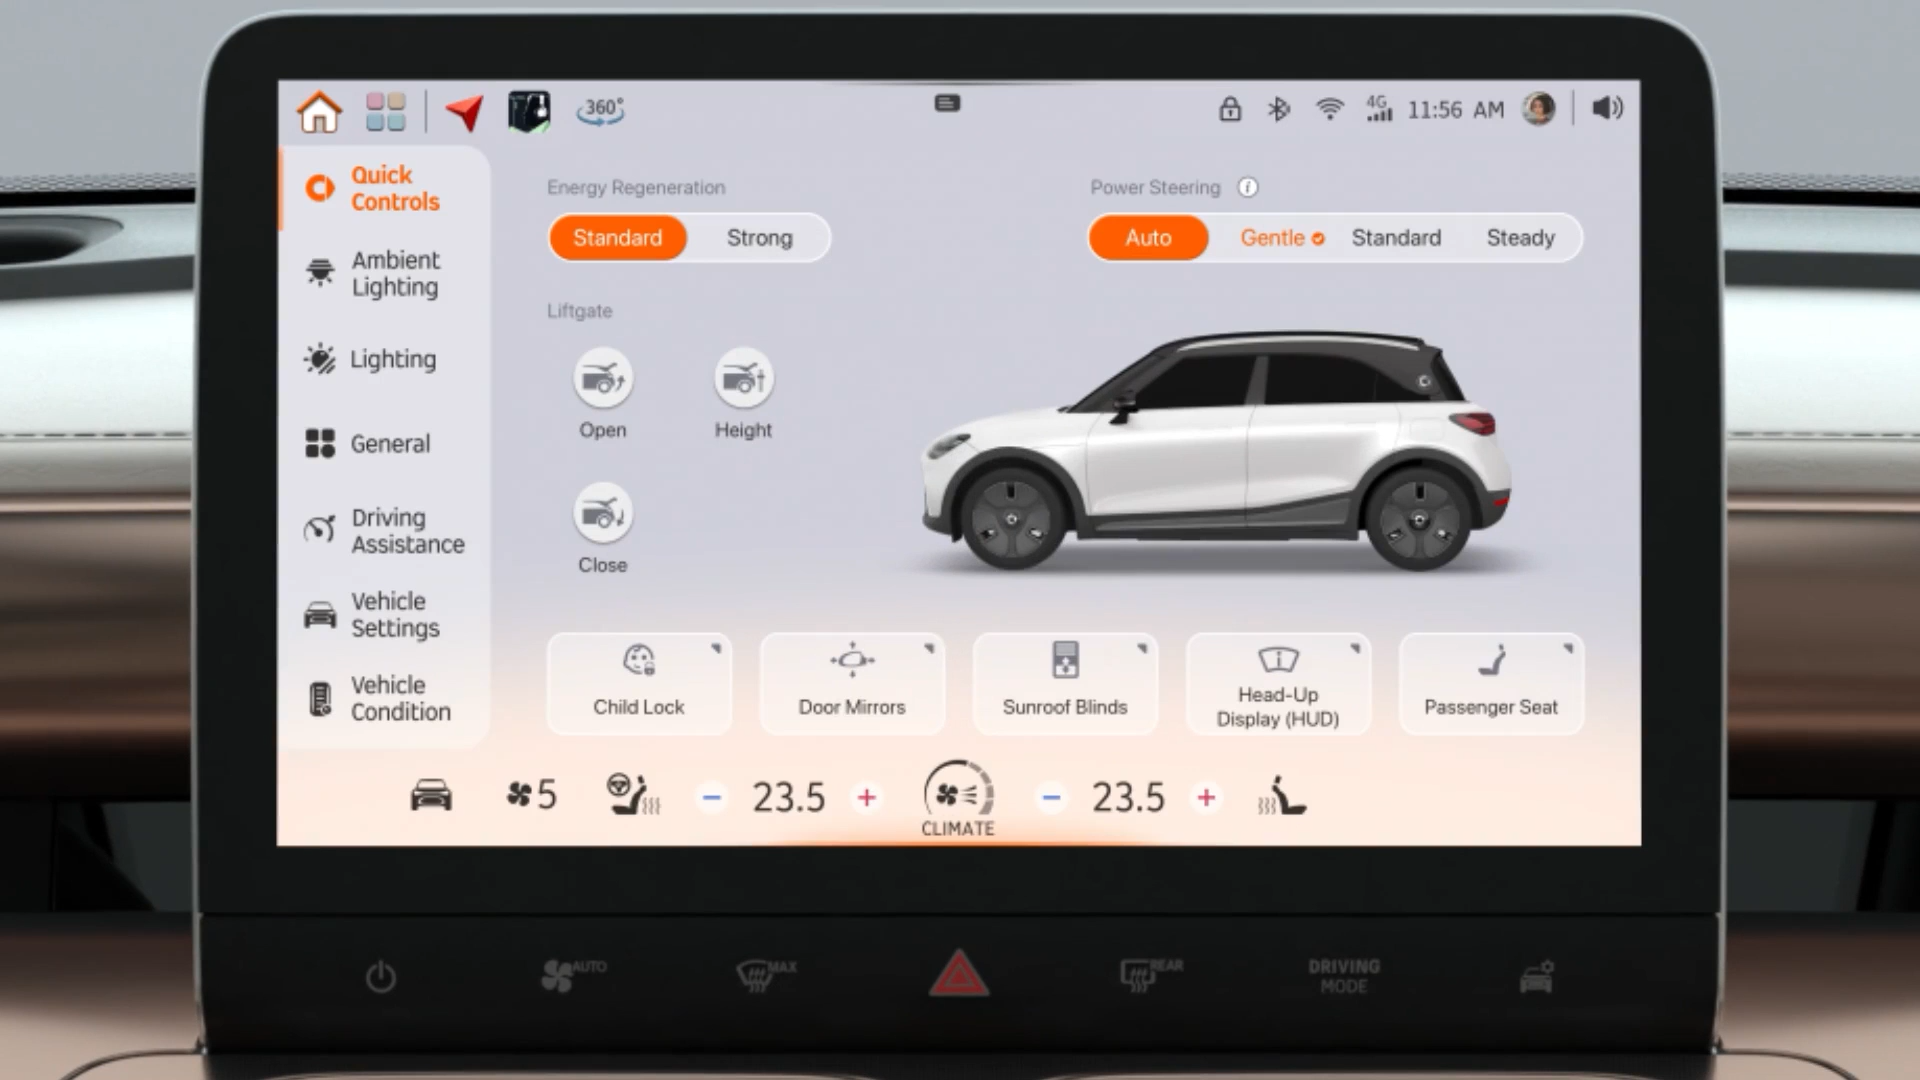 360°
4G
11:56 AM
Quick
Controls
Ambient
Lighting
Lighting
General
Driving
Assistance
Vehicle
Settings
Vehicle
Condition
Energy Regeneration
Standard
Strong
Power Steering
Auto
Gentle
Standard
Steady
Liftgate
Open
Height
Close
Child Lock
Door Mirrors
Sunroof Blinds
Head-Up
Display (HUD)
Passenger Seat
5
23.5
CLIMATE
23.5
AUTO
MAX
REAR
DRIVING
MODE